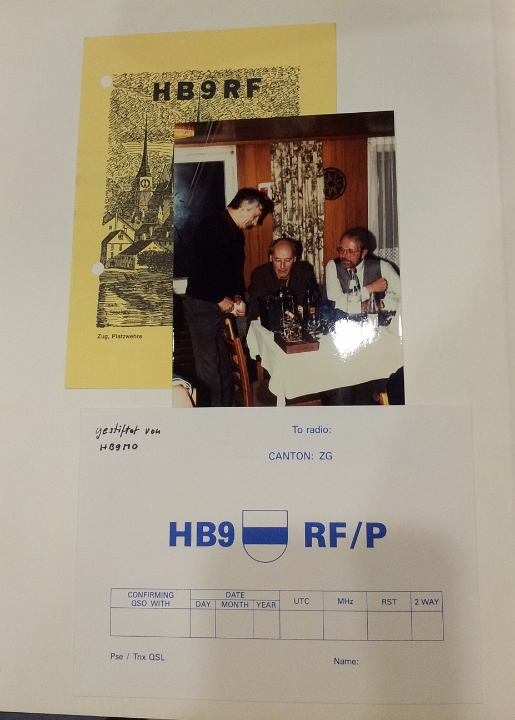 HB9RF
Zug, Platzwehre
gestiftet von
HB9MO
To radio:
CANTON: ZG
HB9 RF/P
CONFIRMING QSO WITH
DATE
DAY MONTH YEAR
UTC
MHz
RST
2 WAY
Pse / Tnx QSL
Name: